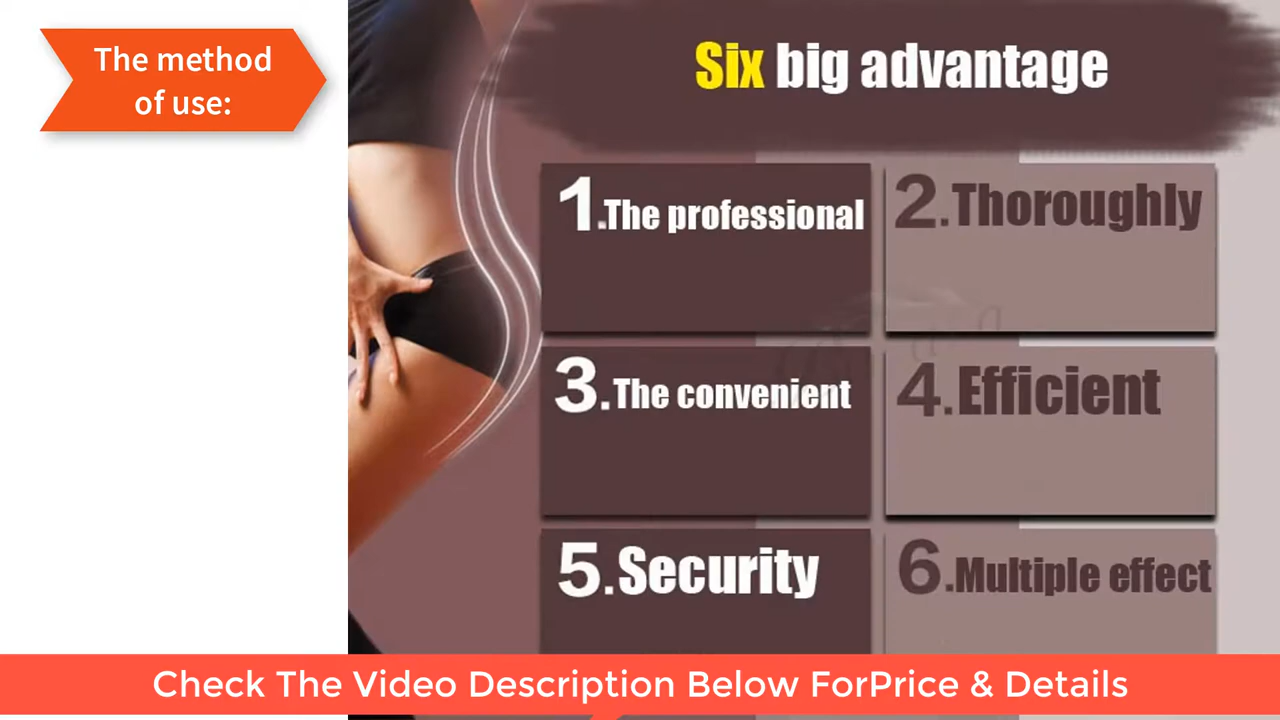 The method
of use:
Six big advantage
1.The professional
2.Thoroughly
3.The convenient
4.Efficient
5.Security
6.Multiple effect
Check The Video Description Below ForPrice & Details